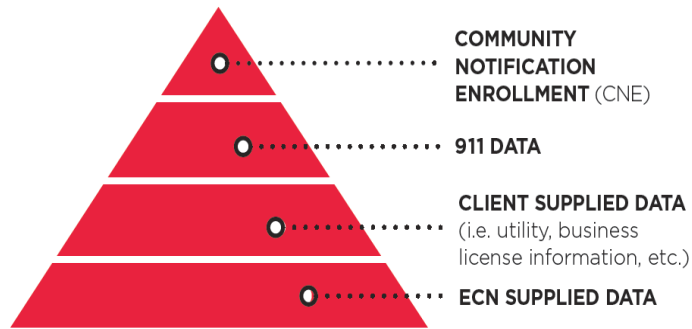 COMMUNITY
NOTIFICATION
ENROLLMENT (CNE)
911 DATA
CLIENT SUPPLIED DATA
(i.e. utility, business
license information, etc.)
ECN SUPPLIED DATA